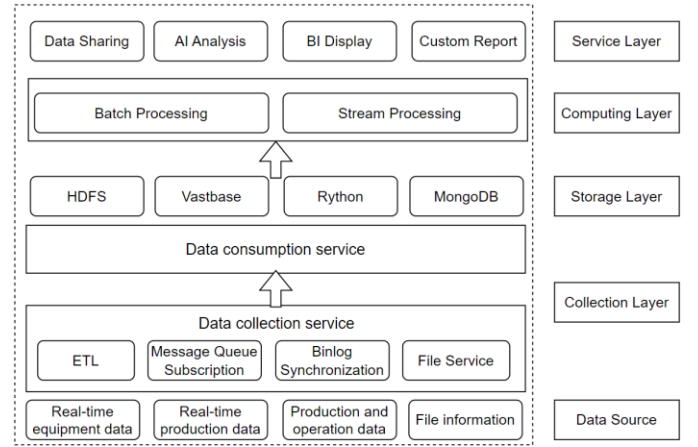 Data Sharing
AI Analysis
BI Display
Custom Report
Service Layer
Batch Processing
Stream Processing
Computing Layer
HDFS
Vastbase
Rython
MongoDB
Storage Layer
Data consumption service
Collection Layer
Data collection service
ETL
Message Queue
Subscription
Binlog
Synchronization
File Service
Real-time
equipment data
Real-time
production data
Production and
operation data
File information
Data Source